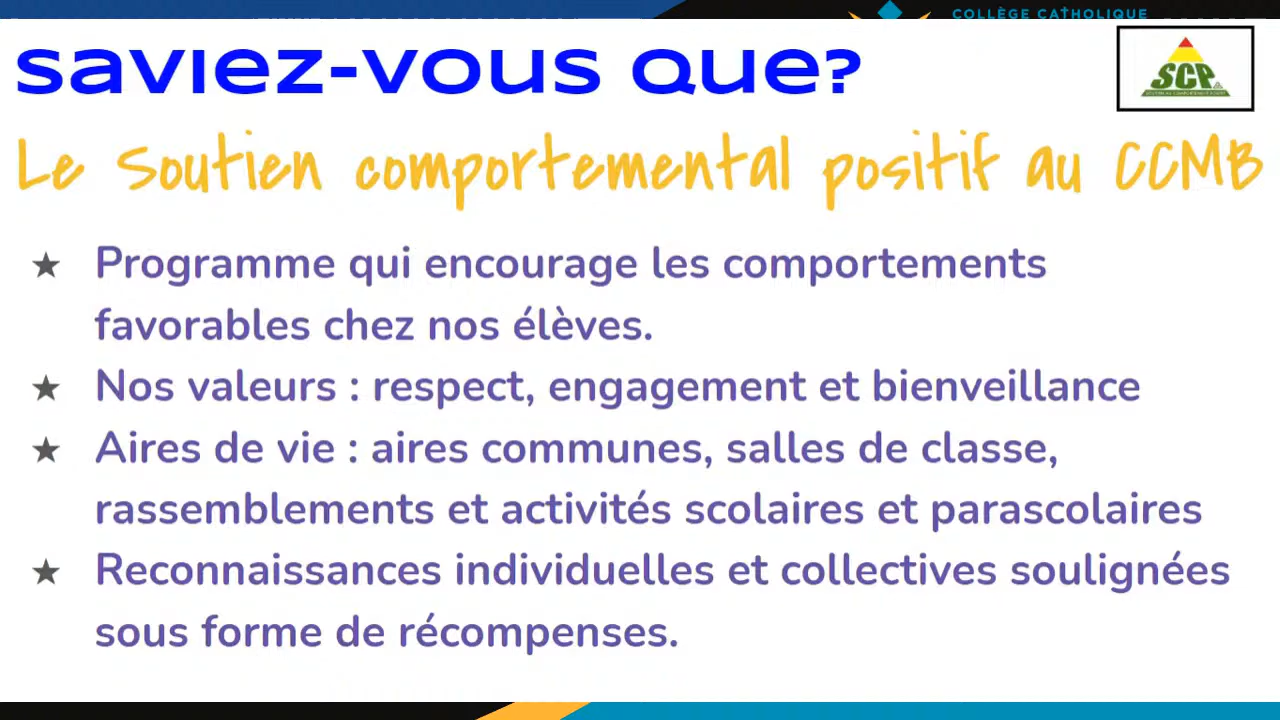 COLLÈGE CATHOLIQUE
saviez-vous que?
SCP
Le Soutien comportemental positif au CCMB
★ Programme qui encourage les comportements
favorables chez nos élèves.
★ Nos valeurs : respect, engagement et bienveillance
★ Aires de vie : aires communes, salles de classe,
rassemblements et activités scolaires et parascolaires
★ Reconnaissances individuelles et collectives soulignées
sous forme de récompenses.